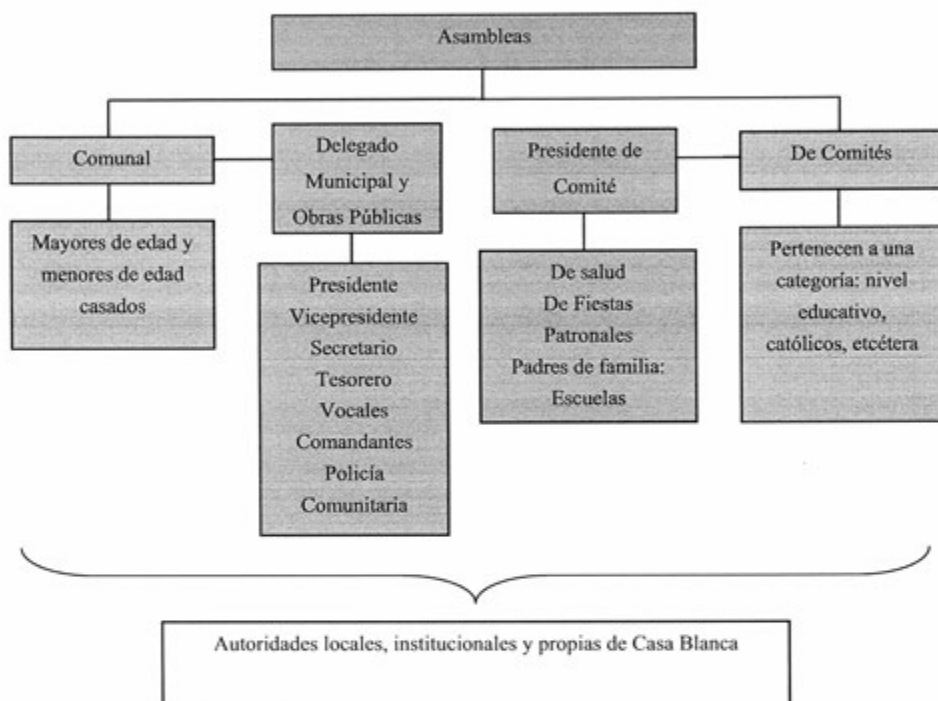 Asambleas
Comunal
Delegado
Municipal y
Obras Públicas
Presidente de
Comité
De Comités
Mayores de edad y
menores de edad
casados
Presidente
Vicepresidente
Secretario
Tesorero
Vocales
Comandantes
Policía
Comunitaria
De salud
De Fiestas
Patronales
Padres de familia:
Escuelas
Pertenecen a una
categoría: nivel
educativo,
católicos, etcétera
Autoridades locales, institucionales y propias de Casa Blanca